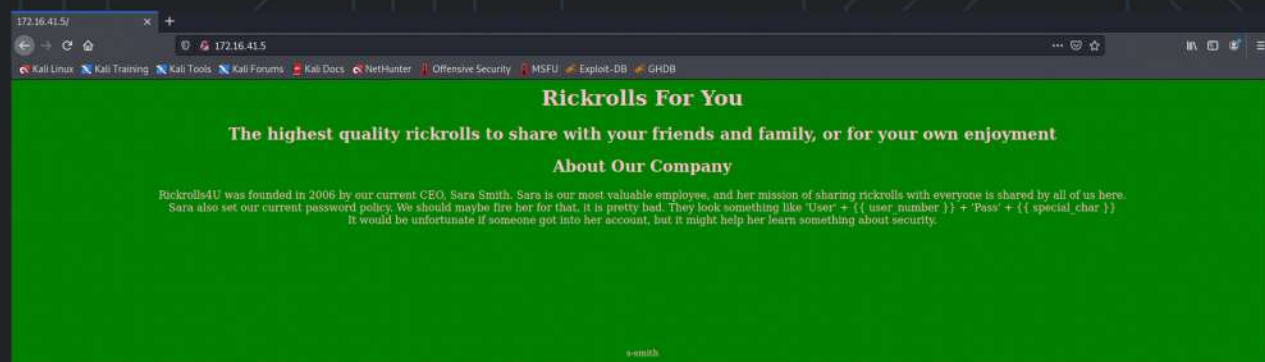 172.16.41.5/
172.16.41.5
Kali Linux Kali Training Kali Tools Kali Forums Kali Docs NetHunter Offensive Security MSFU Exploit-DB GHDB
Rickrolls For You
The highest quality rickrolls to share with your friends and family, or for your own enjoyment
About Our Company
Rickrolls4U was founded in 2006 by our current CEO, Sara Smith. Sara is our most valuable employee, and her mission of sharing rickrolls with everyone is shared by all of us here.
Sara also set our current password policy. We should maybe fire her for that, it is pretty bad. They look something like 'User' + {{ user_number }} + 'Pass' + {{ special_char }}
It would be unfortunate if someone got into her account, but it might help her learn something about security.
s-smith